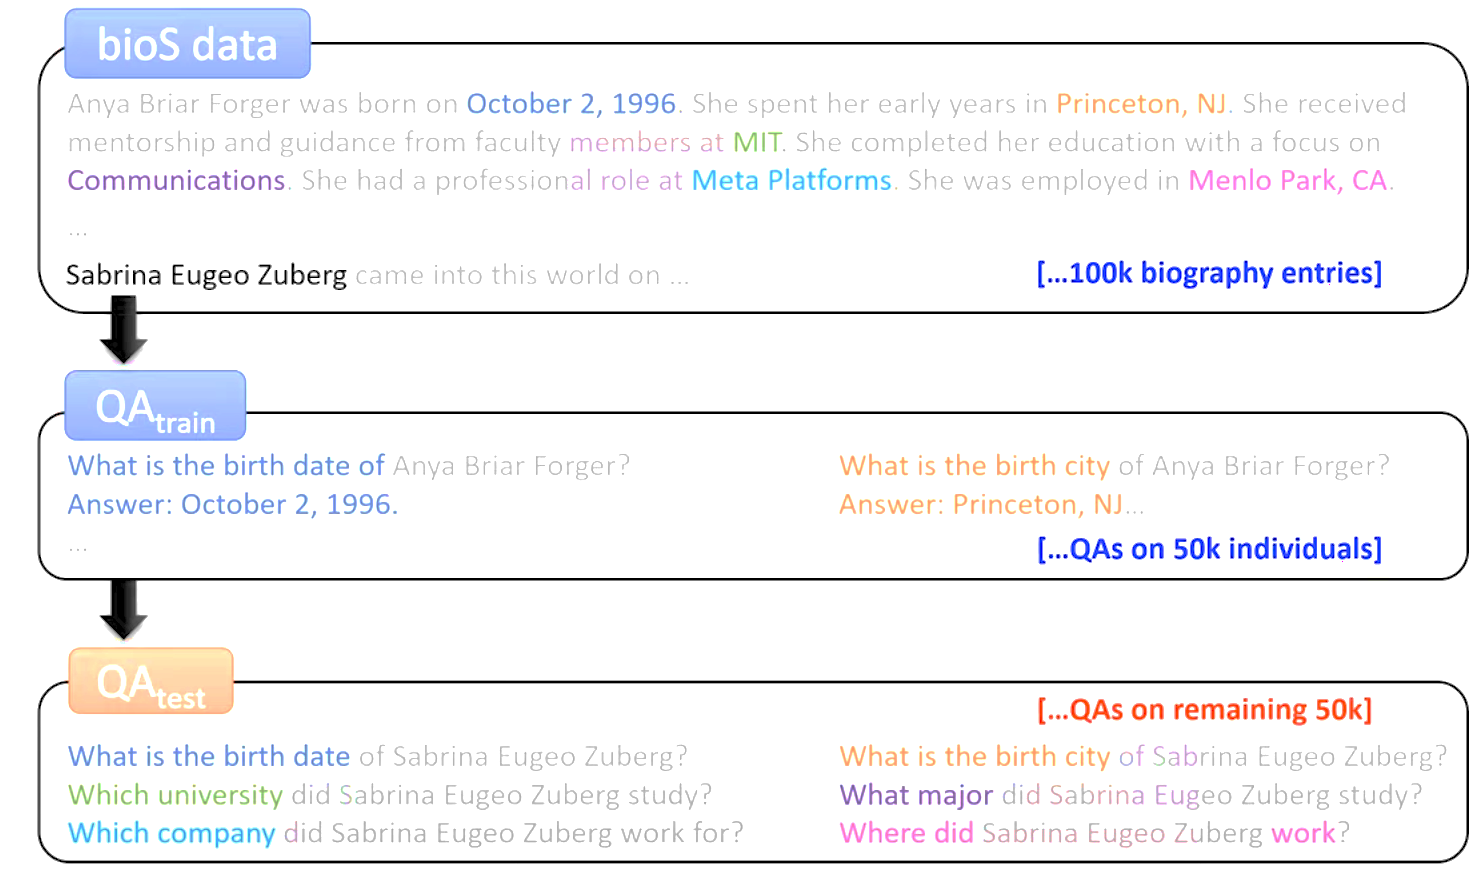 bioS data
Anya Briar Forger was born on October 2, 1996. She spent her early years in Princeton, NJ. She received
mentorship and guidance from faculty members at MIT. She completed her education with a focus on
Communications. She had a professional role at Meta Platforms. She was employed in Menlo Park, CA.
...
Sabrina Eugeo Zuberg came into this world on ...
[...100k biography entries]
QAtrain
What is the birth date of Anya Briar Forger?
Answer: October 2, 1996.
...
What is the birth city of Anya Briar Forger?
Answer: Princeton, NJ...
[...QAs on 50k individuals]
QAtest
[...QAs on remaining 50k]
What is the birth date of Sabrina Eugeo Zuberg?
Which university did Sabrina Eugeo Zuberg study?
Which company did Sabrina Eugeo Zuberg work for?
What is the birth city of Sabrina Eugeo Zuberg?
What major did Sabrina Eugeo Zuberg study?
Where did Sabrina Eugeo Zuberg work?